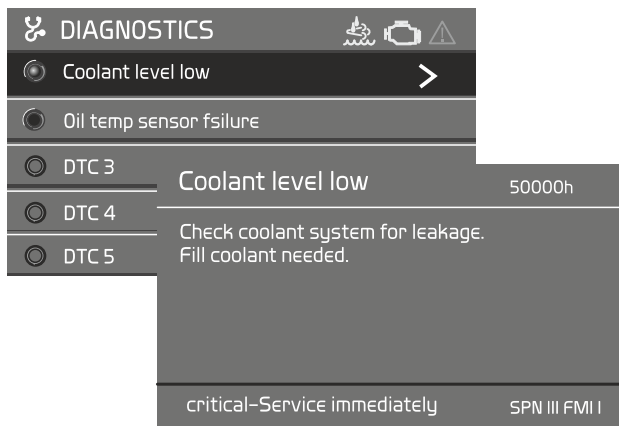 DIAGNOSTICS
Coolant level low
Oil temp sensor fsilure
DTC 3
DTC 4
DTC 5
Coolant level low 50000h
Check coolant system for leakage.
Fill coolant needed.
critical-Service immediately SPN III FMI I